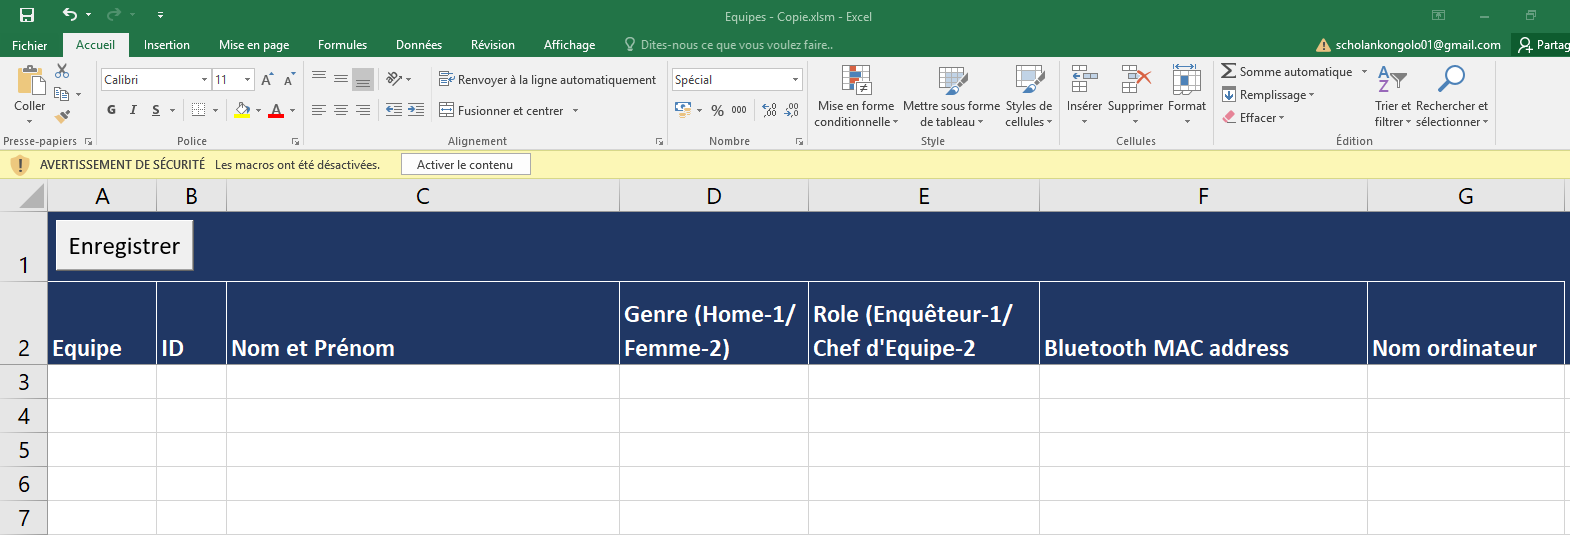 Equipes - Copie.xlsm - Excel
Fichier Accueil Insertion Mise en page Formules Données Révision Affichage Dites-nous ce que vous voulez faire.. scholankongolo01@gmail.com Partag
Calibri 11 Renvoyer à la ligne automatiquement Spécial Somme automatique
Coller G I S Fusionner et centrer % 000 Mise en forme conditionnelle Mettre sous forme de tableau Styles de cellules Insérer Supprimer Format Remplissage Effacer Trier et filtrer Rechercher et sélectionner
Presse-papiers Police Alignement Nombre Style Cellules Édition
AVERTISSEMENT DE SÉCURITÉ Les macros ont été désactivées. Activer le contenu
A B C D E F G
1 Enregistrer
2 Equipe ID Nom et Prénom Genre (Home-1/ Femme-2) Role (Enquêteur-1/ Chef d'Equipe-2 Bluetooth MAC address Nom ordinateur
3
4
5
6
7